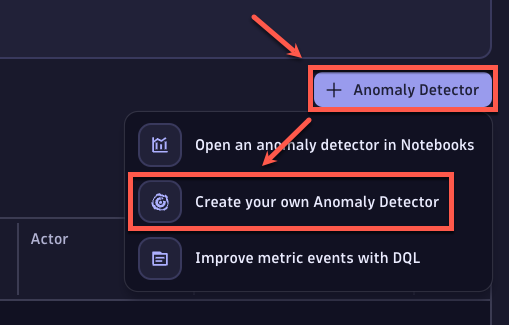 Anomaly Detector
Open an anomaly detector in Notebooks
Create your own Anomaly Detector
Actor
Improve metric events with DQL